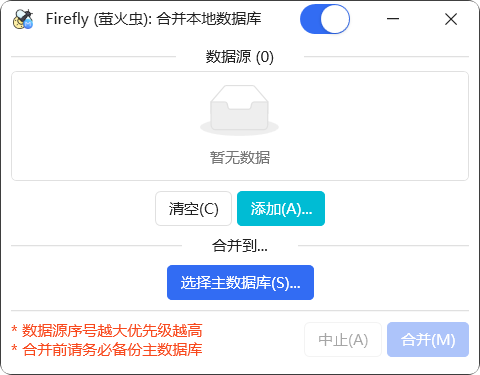 Firefly (萤火虫): 合并本地数据库
数据源 (0)
暂无数据
清空(C) 添加(A)...
合并到...
选择主数据库(S)...
* 数据源序号越大优先级越高
* 合并前请务必备份主数据库
中止(A) 合并(M)